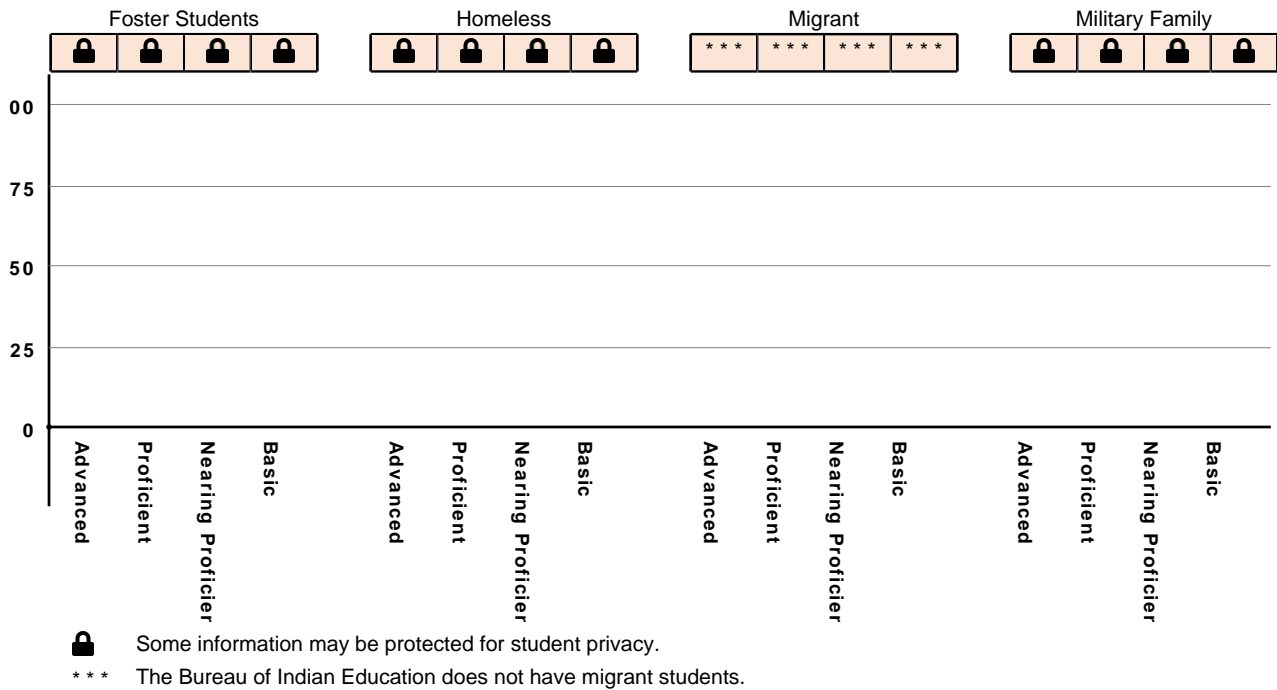 Foster Students Homeless Migrant Military Family
* * * * * * * * * * * *
00
75
50
25
0
Advanced Proficient Nearing Proficier Basic Advanced Proficient Nearing Proficier Basic Advanced Proficient Nearing Proficier Basic Advanced Proficient Nearing Proficier Basic
Some information may be protected for student privacy.
* * * The Bureau of Indian Education does not have migrant students.